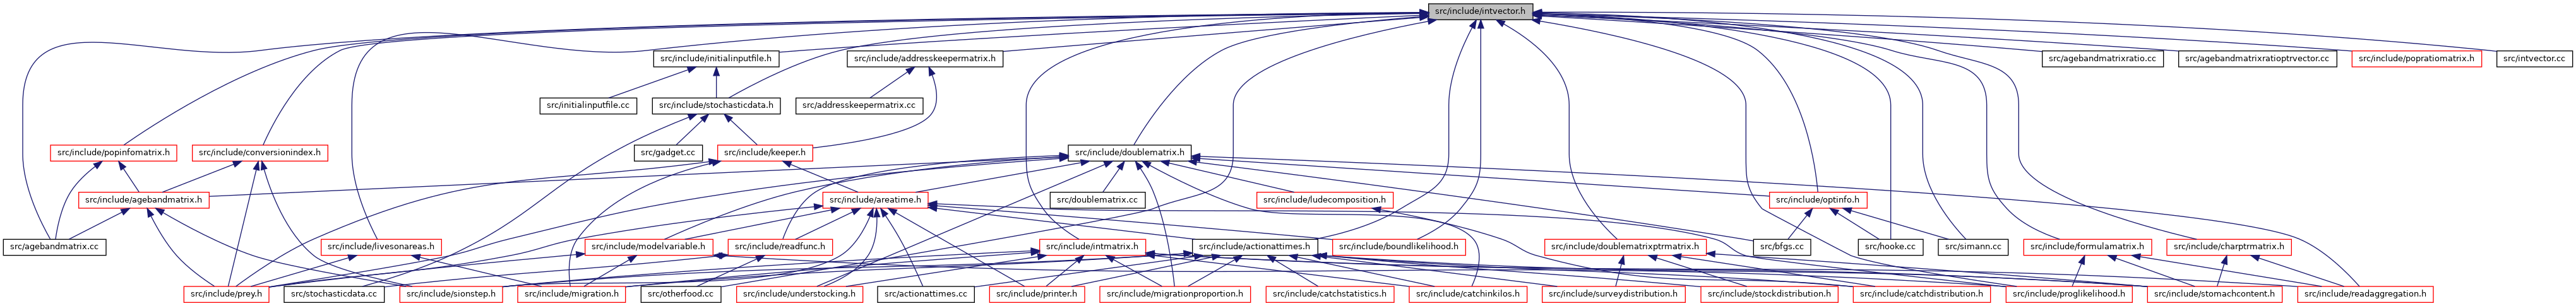 src/include/intvector.h
src/include/initialinputfile.h
src/include/addresskeepermatrix.h
src/agebandmatrixratio.cc
src/agebandmatrixratioptrvector.cc
src/include/popratiomatrix.h
src/intvector.cc
src/initialinputfile.cc
src/include/stochasticdata.h
src/addresskeepermatrix.cc
src/include/popinfomatrix.h
src/include/conversionindex.h
src/gadget.cc
src/include/keeper.h
src/include/doublematrix.h
src/include/agebandmatrix.h
src/include/areatime.h
src/doublematrix.cc
src/include/ludecomposition.h
src/include/optinfo.h
src/agebandmatrix.cc
src/include/livesonareas.h
src/include/modelvariable.h
src/include/readfunc.h
src/include/intmatrix.h
src/include/actionattimes.h
src/include/boundlikelihood.h
src/include/doublematrixptrmatrix.h
src/bfgs.cc
src/hooke.cc
src/simann.cc
src/include/formulamatrix.h
src/include/charptrmatrix.h
src/include/prey.h
src/stochasticdata.cc
src/include/sionstep.h
src/include/migration.h
src/otherfood.cc
src/include/understocking.h
src/actionattimes.cc
src/include/printer.h
src/include/migrationproportion.h
src/include/catchstatistics.h
src/include/catchinkilos.h
src/include/surveydistribution.h
src/include/stockdistribution.h
src/include/catchdistribution.h
src/include/proglikelihood.h
src/include/stomachcontent.h
src/include/readaggregation.h